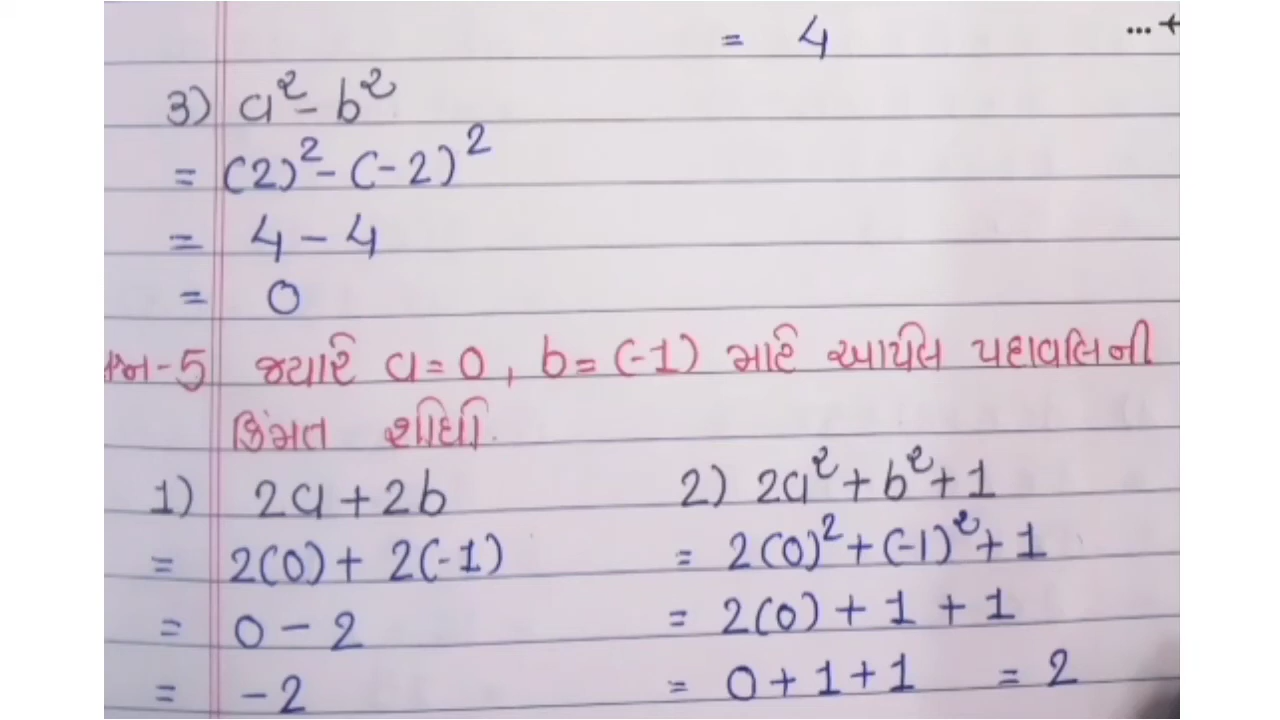 = 4
3) a² - b²
= (2)² - (-2)²
= 4 - 4
= 0
પ્રશ્ન-5 જ્યારે a = 0, b = (-1) માટે આપેલ પદાવલિની
કિંમત શોધો.
1) 2a + 2b
= 2(0) + 2(-1)
= 0 - 2
= -2
2) 2a² + b² + 1
= 2(0)² + (-1)² + 1
= 2(0) + 1 + 1
= 0 + 1 + 1 = 2